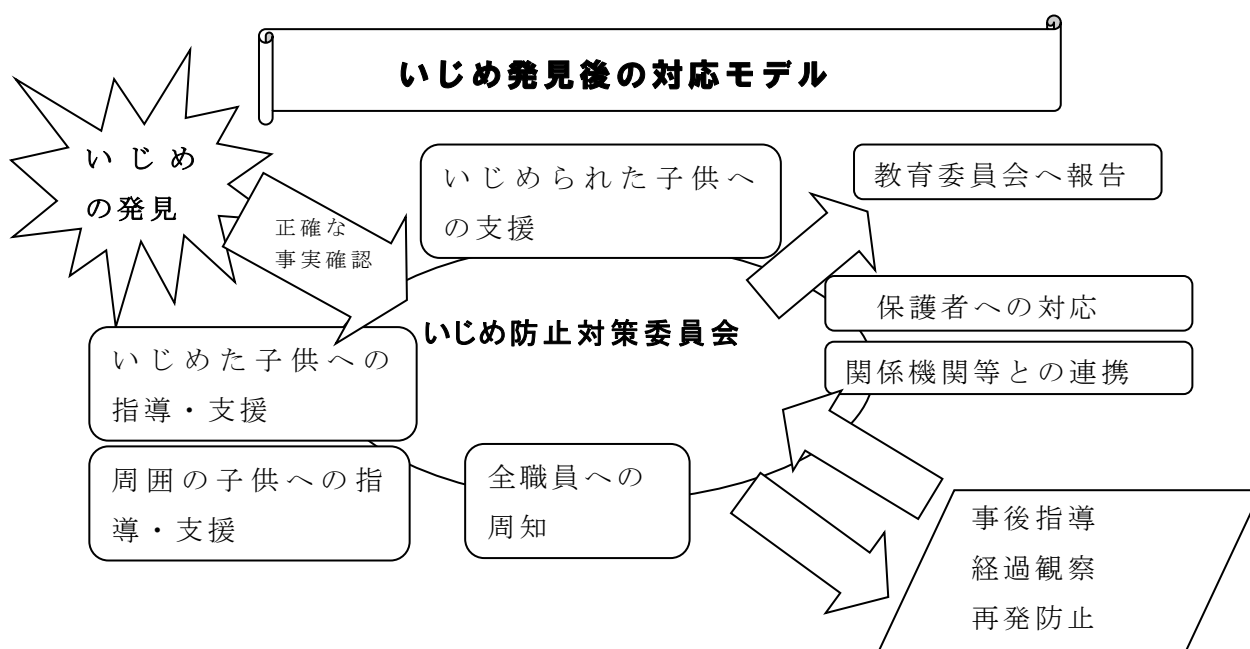 いじめ発見後の対応モデル
いじめ
の発見
正確な
事実確認
いじめられた子供へ
の支援
教育委員会へ報告
保護者への対応
関係機関等との連携
いじめ防止対策委員会
いじめた子供への
指導・支援
周囲の子供への指
導・支援
全職員への
周知
事後指導
経過観察
再発防止